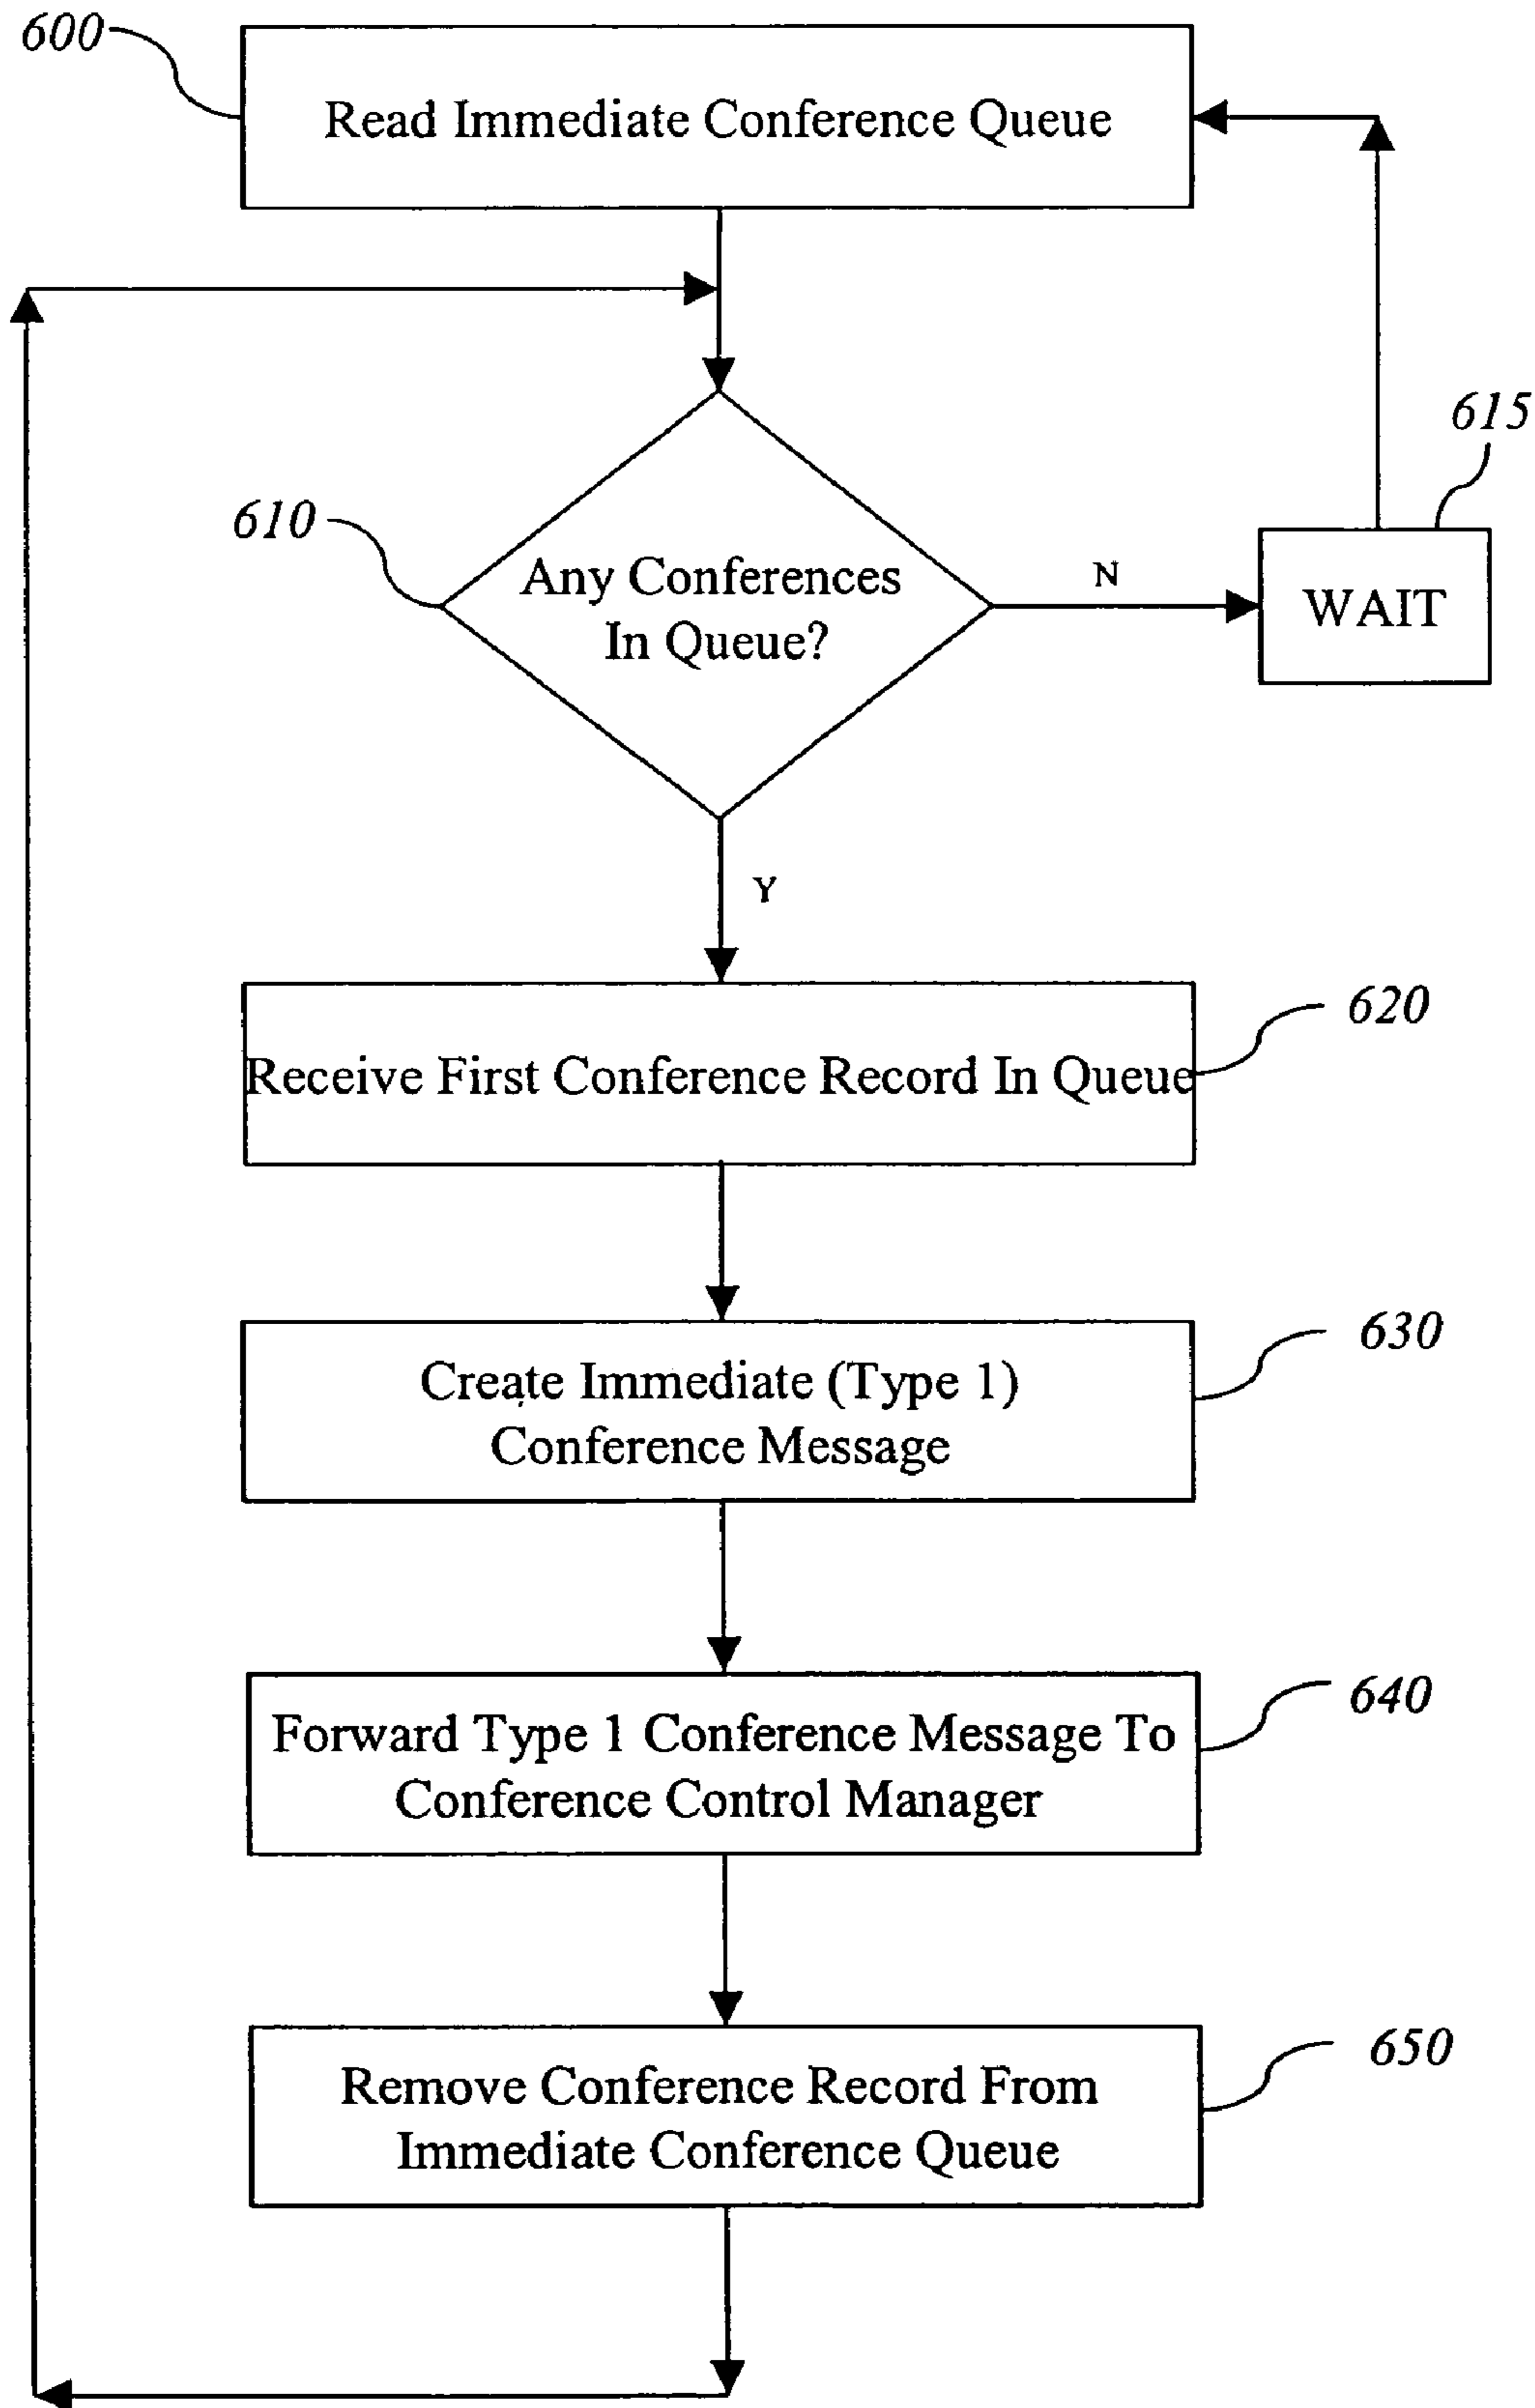 600
Read Immediate Conference Queue
615
610
Any Conferences
In Queue?
N
WAIT
Y
620
Receive First Conference Record In Queue
630
Create Immediate (Type 1)
Conference Message
640
Forward Type 1 Conference Message To
Conference Control Manager
650
Remove Conference Record From
Immediate Conference Queue